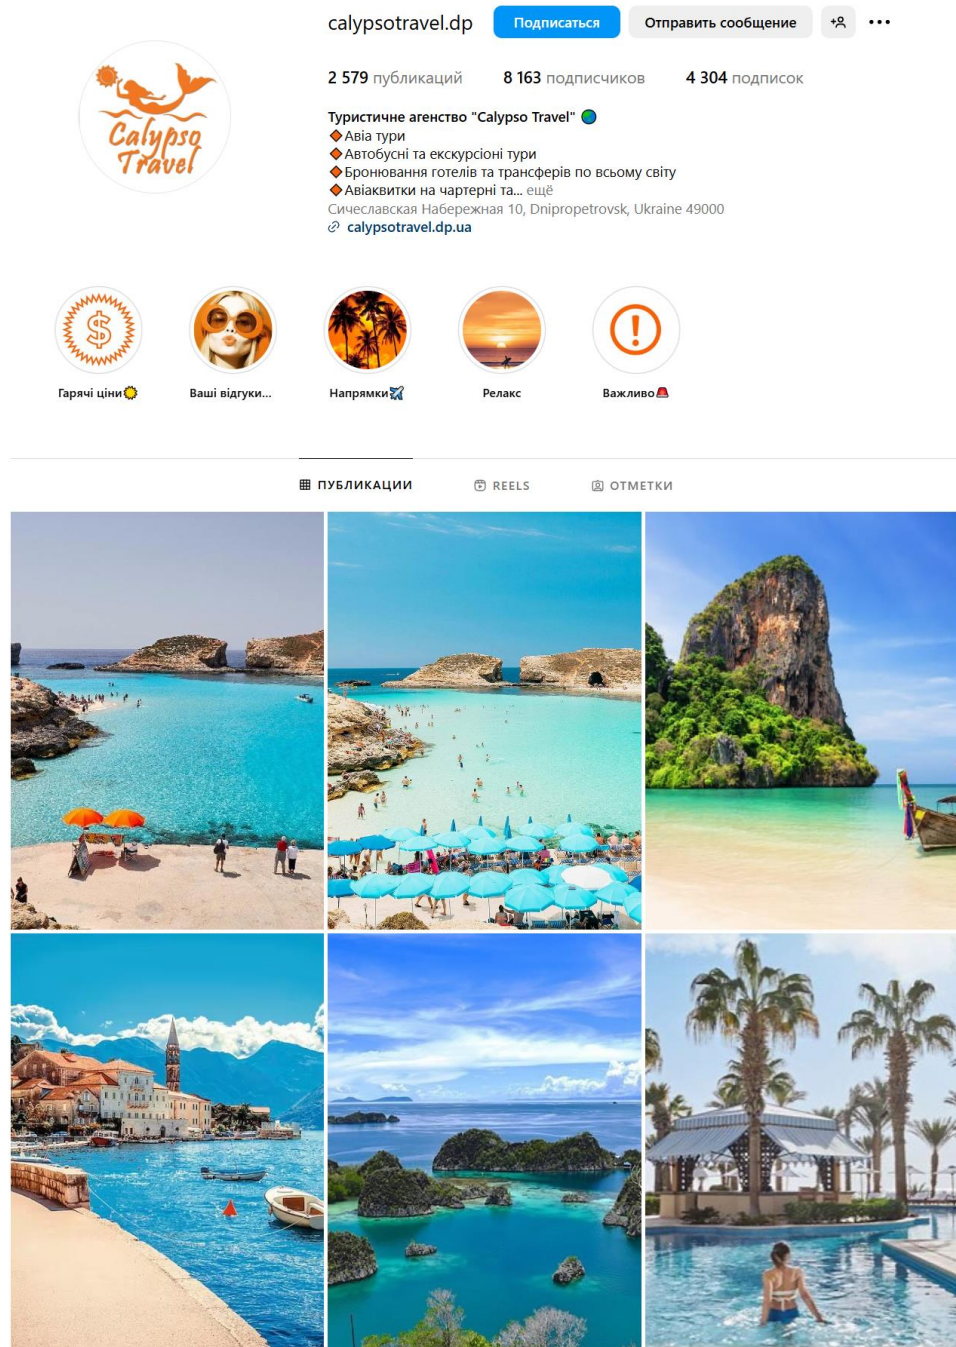 calypsotravel.dp Подписаться Отправить сообщение
2 579 публикаций 8 163 подписчиков 4 304 подписок
Calypso
Travel
Туристичне агенство "Calypso Travel" 🌍
🔸Авіа тури
🔸Автобусні та екскурсіоні тури
🔸Бронювання готелів та трансферів по всьому світу
🔸Авіаквитки на чартерні та... ещё
Сичеславская Набережная 10, Dnipropetrovsk, Ukraine 49000
calypsotravel.dp.ua
Гарячі ціни Ваші відгуки... Напрямки Релакс Важливо
ПУБЛИКАЦИИ REELS ОТМЕТКИ